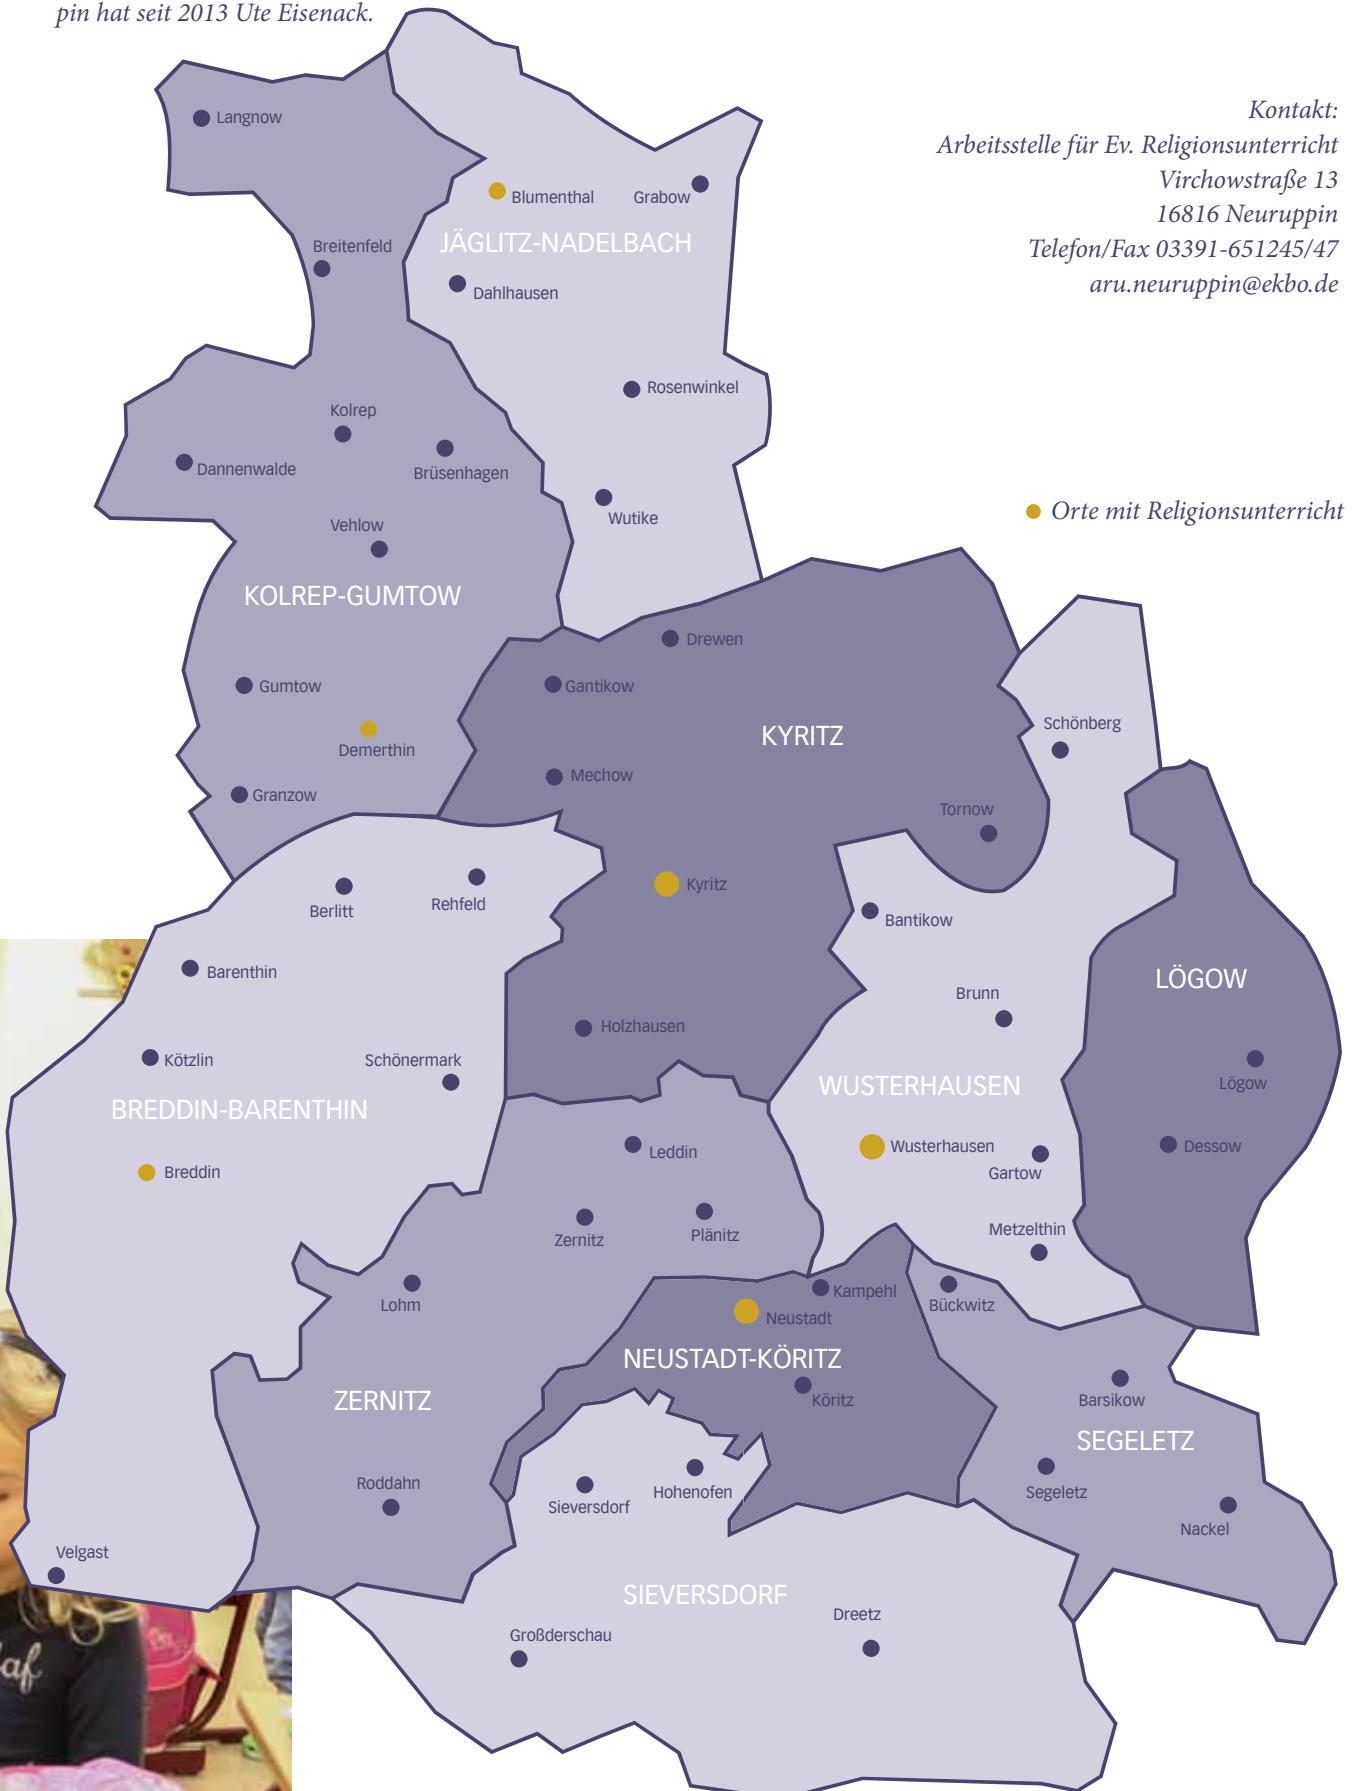 pin hat seit 2013 Ute Eisenack.
Kontakt:
Arbeitsstelle für Ev. Religionsunterricht
Virchowstraße 13
16816 Neuruppin
Telefon/Fax 03391-651245/47
aru.neuruppin@ekbo.de
Langnow
Blumenthal
Grabow
Breitenfeld
JÄGLITZ-NADELBACH
Dahlhausen
Rosenwinkel
Kolrep
Dannenwalde
Brüsenhagen
Orte mit Religionsunterricht
Wutike
Vehlow
KOLREP-GUMTOW
Drewen
Gantikow
Gumtow
Schönberg
KYRITZ
Demerthin
Mechow
Granzow
Tornow
Kyritz
Rehfeld
Berlitt
Bantikow
Barenthin
LÖGOW
Brunn
Holzhausen
Kötzlin
Schönermark
Lögow
WUSTERHAUSEN
BREDDIN-BARENTHIN
Wusterhausen
Dessow
Leddin
Gartow
Breddin
Metzelthin
Plänitz
Zernitz
Kampehl
Lohm
Bückwitz
Neustadt
NEUSTADT-KÖRITZ
ZERNITZ
Köritz
Barsikow
SEGELETZ
Roddahn
Hohenofen
Segeletz
Sieversdorf
Nackel
Velgast
SIEVERSDORF
Dreetz
Großderschau
af